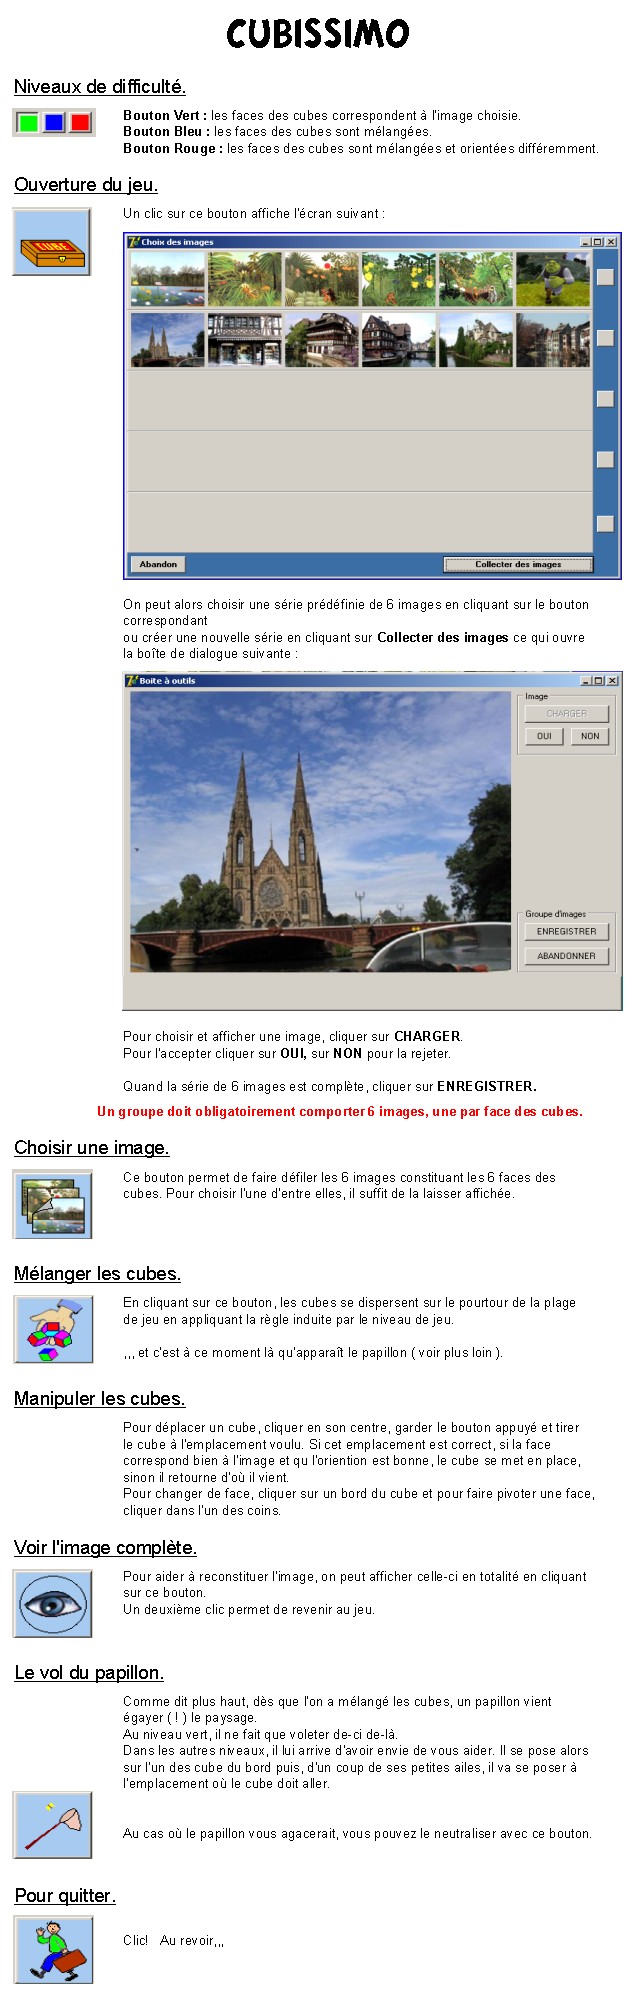 CUBISSIMO
Niveaux de difficulté.
Bouton Vert : les faces des cubes correspondent à l'image choisie.
Bouton Bleu : les faces des cubes sont mélangées.
Bouton Rouge : les faces des cubes sont mélangées et orientées différemment.
Ouverture du jeu.
CUBE
Un clic sur ce bouton affiche l'écran suivant :
Choix des images
Abandon
Collecter des images
On peut alors choisir une série prédéfinie de 6 images en cliquant sur le bouton
correspondant
ou créer une nouvelle série en cliquant sur Collecter des images ce qui ouvre
la boîte de dialogue suivante :
Boite à outils
Image
CHARGER
OUI NON
Groupe d'images
ENREGISTRER
ABANDONNER
Pour choisir et afficher une image, cliquer sur CHARGER.
Pour l'accepter cliquer sur OUI, sur NON pour la rejeter.
Quand la série de 6 images est complète, cliquer sur ENREGISTRER.
Un groupe doit obligatoirement comporter 6 images, une par face des cubes.
Choisir une image.
Ce bouton permet de faire défiler les 6 images constituant les 6 faces des
cubes. Pour choisir l'une d'entre elles, il suffit de la laisser affichée.
Mélanger les cubes.
En cliquant sur ce bouton, les cubes se dispersent sur le pourtour de la plage
de jeu en appliquant la règle induite par le niveau de jeu.
,,, et c'est à ce moment là qu'apparaît le papillon ( voir plus loin ).
Manipuler les cubes.
Pour déplacer un cube, cliquer en son centre, garder le bouton appuyé et tirer
le cube à l'emplacement voulu. Si cet emplacement est correct, si la face
correspond bien à l'image et qu l'oriention est bonne, le cube se met en place,
sinon il retourne d'où il vient.
Pour changer de face, cliquer sur un bord du cube et pour faire pivoter une face,
cliquer dans l'un des coins.
Voir l'image complète.
Pour aider à reconstituer l'image, on peut afficher celle-ci en totalité en cliquant
sur ce bouton.
Un deuxième clic permet de revenir au jeu.
Le vol du papillon.
Comme dit plus haut, dès que l'on a mélangé les cubes, un papillon vient
égayer ( ! ) le paysage.
Au niveau vert, il ne fait que voleter de-ci de-là.
Dans les autres niveaux, il lui arrive d'avoir envie de vous aider. Il se pose alors
sur l'un des cube du bord puis, d'un coup de ses petites ailes, il va se poser à
l'emplacement où le cube doit aller.
Au cas où le papillon vous agacerait, vous pouvez le neutraliser avec ce bouton.
Pour quitter.
Clic! Au revoir,,,